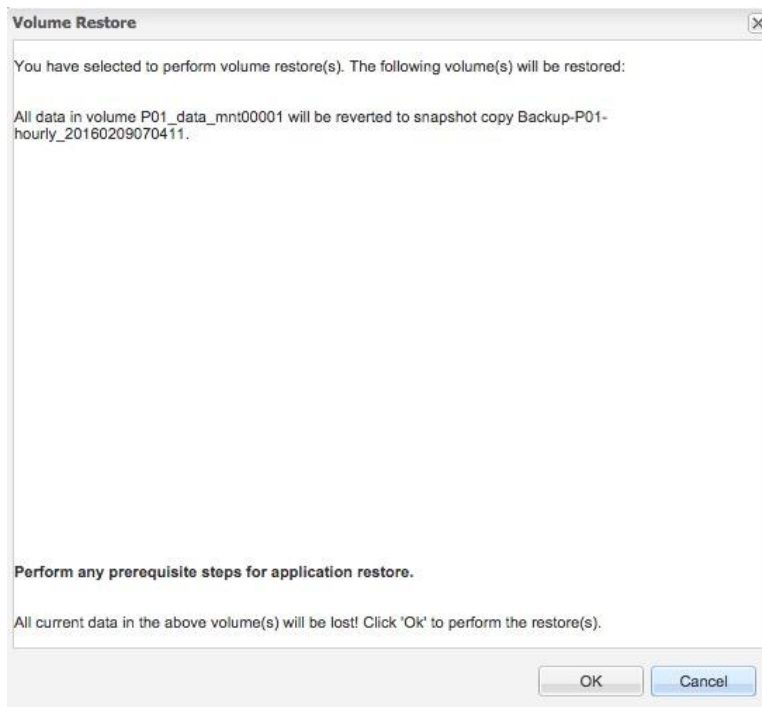 Volume Restore
You have selected to perform volume restore(s). The following volume(s) will be restored:
All data in volume P01_data_mnt00001 will be reverted to snapshot copy Backup-P01-
hourly_20160209070411.
Perform any prerequisite steps for application restore.
All current data in the above volume(s) will be lost! Click 'Ok' to perform the restore(s).
OK
Cancel